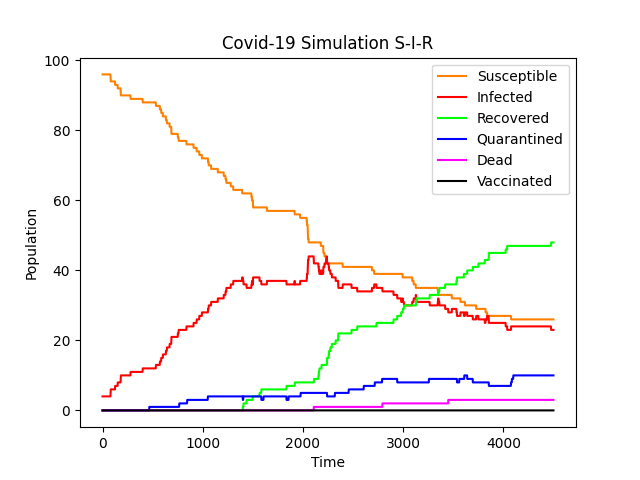 Covid-19 Simulation S-I-R
100
80
60
40
20
0
Population
Susceptible
Infected
Recovered
Quarantined
Dead
Vaccinated
0 1000 2000 3000 4000
Time